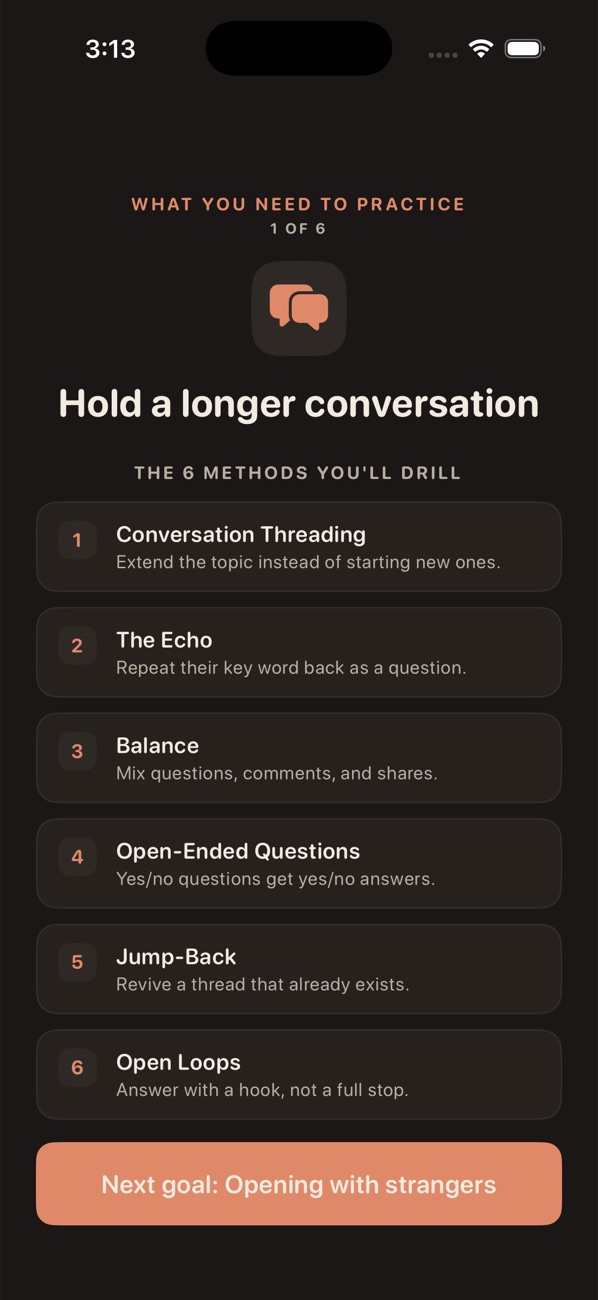 3:13
WHAT YOU NEED TO PRACTICE
1 OF 6
Hold a longer conversation
THE 6 METHODS YOU'LL DRILL
1
Conversation Threading
Extend the topic instead of starting new ones.
2
The Echo
Repeat their key word back as a question.
3
Balance
Mix questions, comments, and shares.
4
Open-Ended Questions
Yes/no questions get yes/no answers.
5
Jump-Back
Revive a thread that already exists.
6
Open Loops
Answer with a hook, not a full stop.
Next goal: Opening with strangers